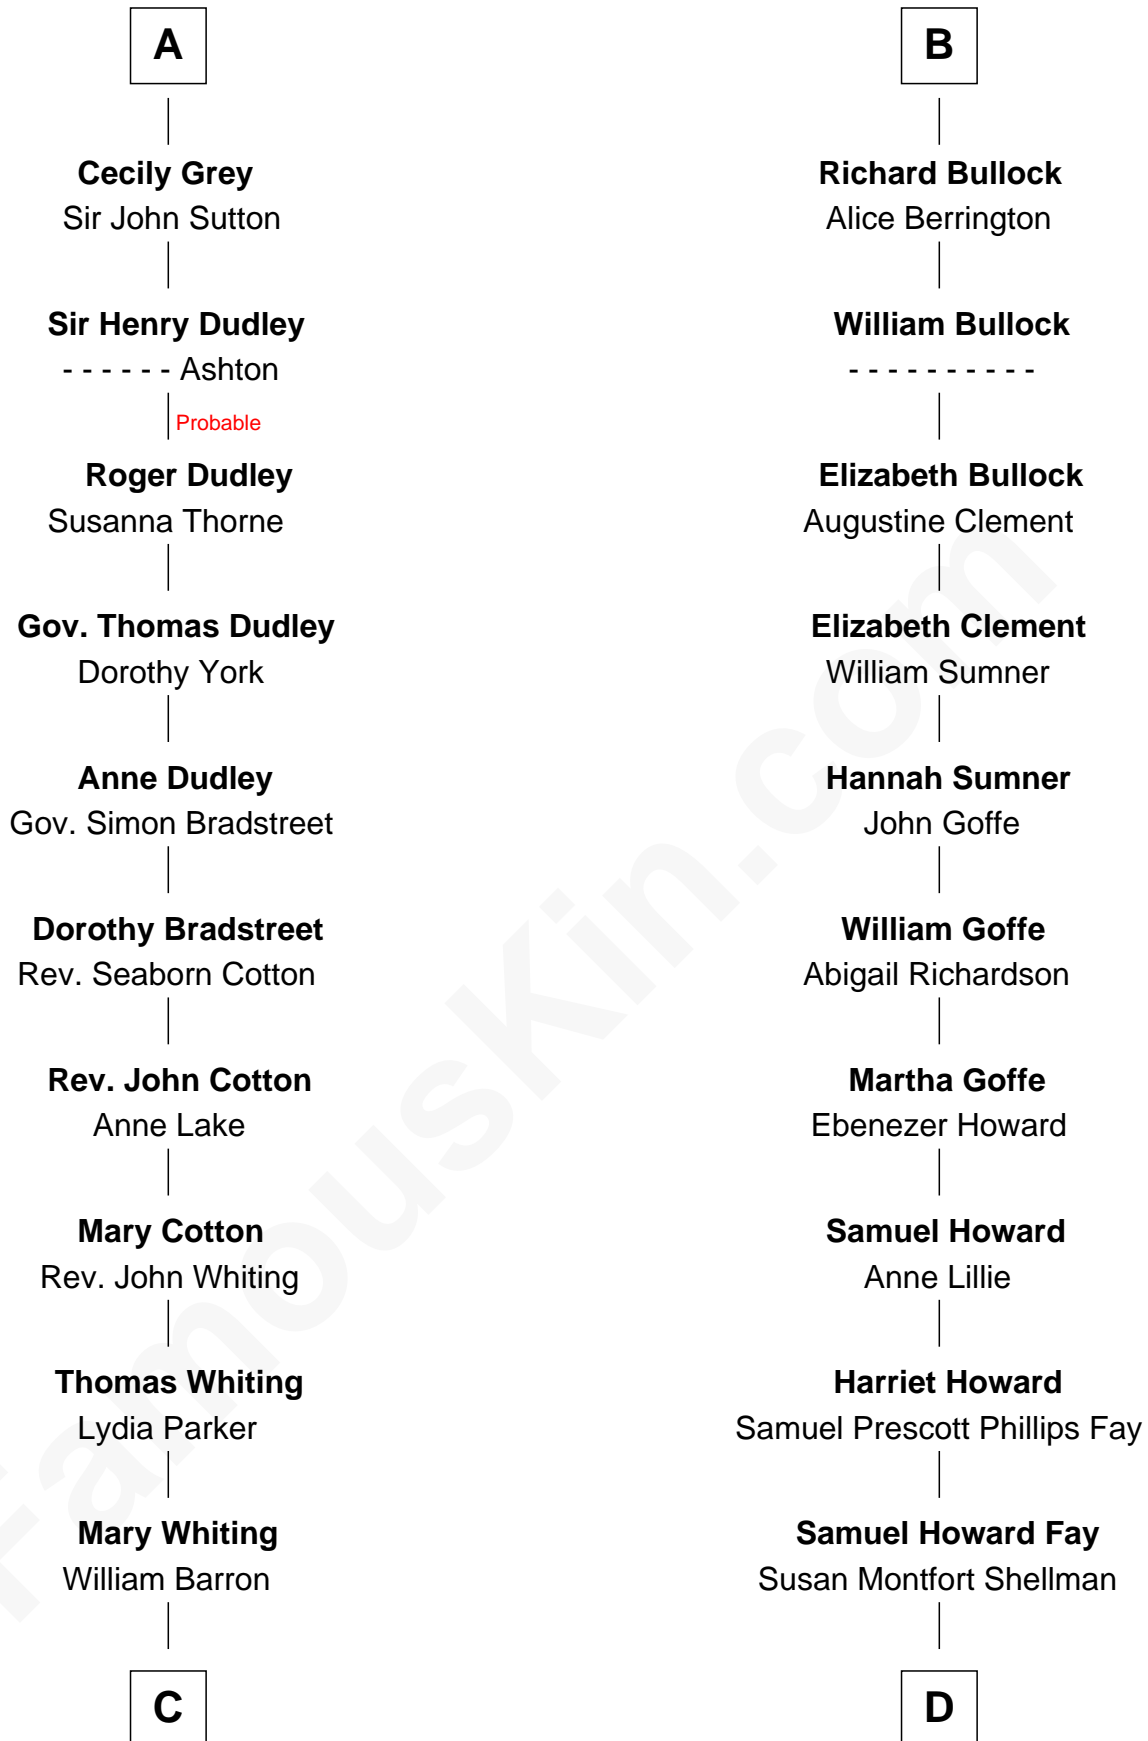 A
Cecily Grey
Sir John Sutton
Sir Henry Dudley
- - - - - - Ashton
Probable
Roger Dudley
Susanna Thorne
Gov. Thomas Dudley
Dorothy York
Anne Dudley
Gov. Simon Bradstreet
Dorothy Bradstreet
Rev. Seaborn Cotton
Rev. John Cotton
Anne Lake
Mary Cotton
Rev. John Whiting
Thomas Whiting
Lydia Parker
Mary Whiting
William Barron
C
B
Richard Bullock
Alice Berrington
William Bullock
- - - - - - - - - -
Elizabeth Bullock
Augustine Clement
Elizabeth Clement
William Sumner
Hannah Sumner
John Goffe
William Goffe
Abigail Richardson
Martha Goffe
Ebenezer Howard
Samuel Howard
Anne Lillie
Harriet Howard
Samuel Prescott Phillips Fay
Samuel Howard Fay
Susan Montfort Shellman
D
FamousKin.com